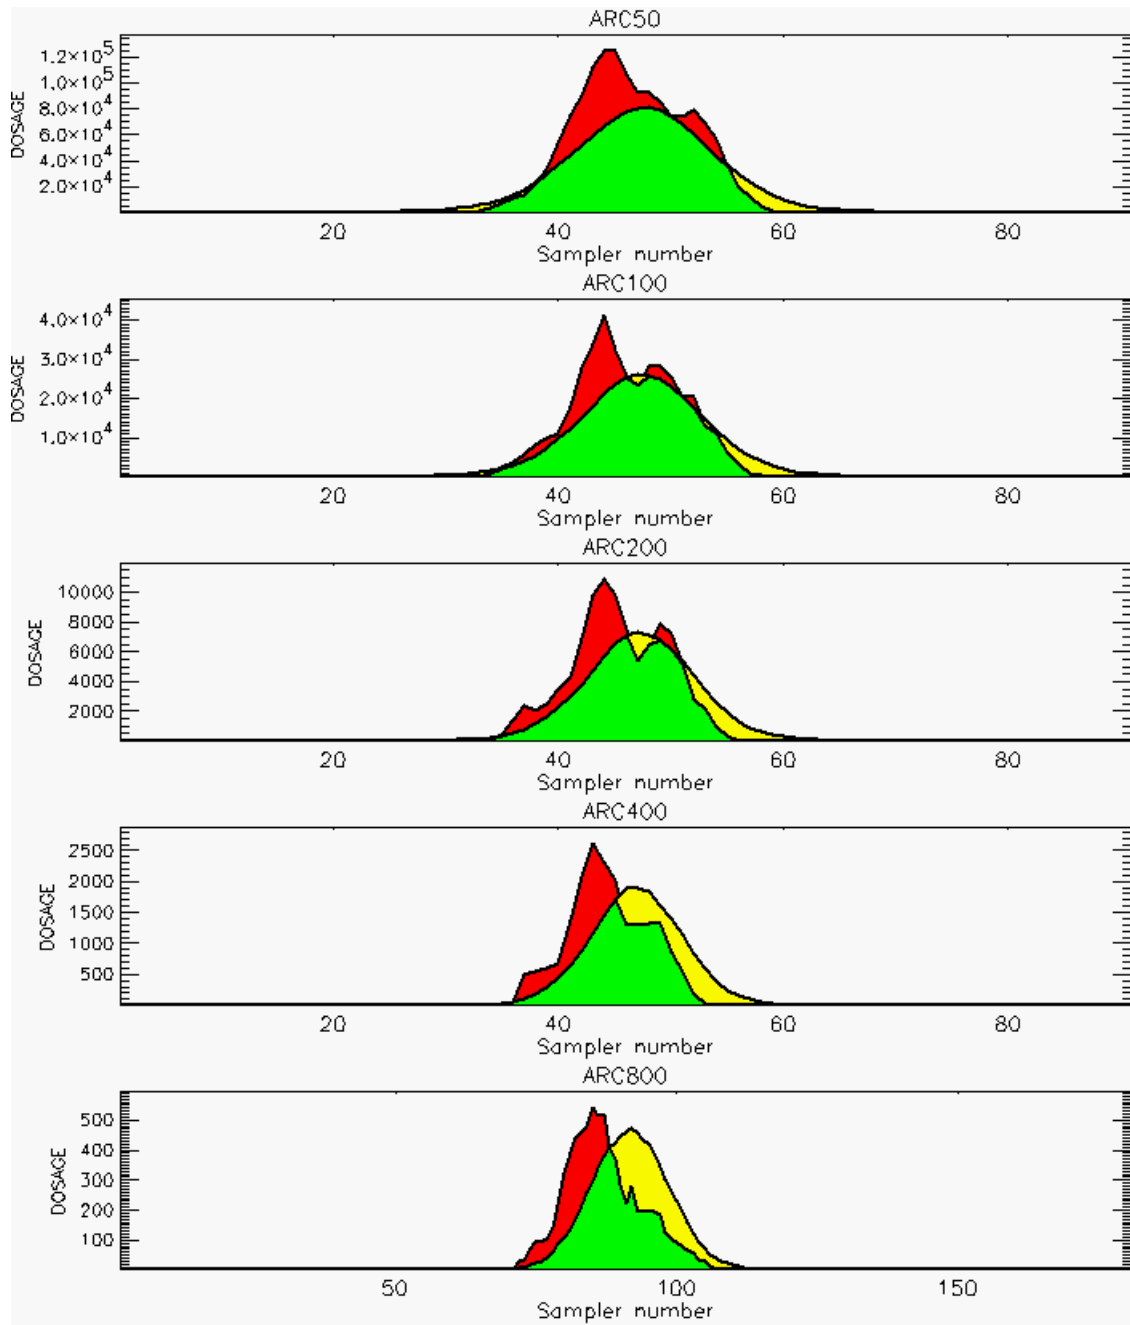 ARC50
DOSAGE
1.2×10⁵
1.0×10⁵
8.0×10⁴
6.0×10⁴
4.0×10⁴
2.0×10⁴
20 40 60 80
Sampler number
ARC100
DOSAGE
4.0×10⁴
3.0×10⁴
2.0×10⁴
1.0×10⁴
20 40 60 80
Sampler number
ARC200
DOSAGE
10000
8000
6000
4000
2000
20 40 60 80
Sampler number
ARC400
DOSAGE
2500
2000
1500
1000
500
20 40 60 80
Sampler number
ARC800
DOSAGE
500
400
300
200
100
50 100 150
Sampler number